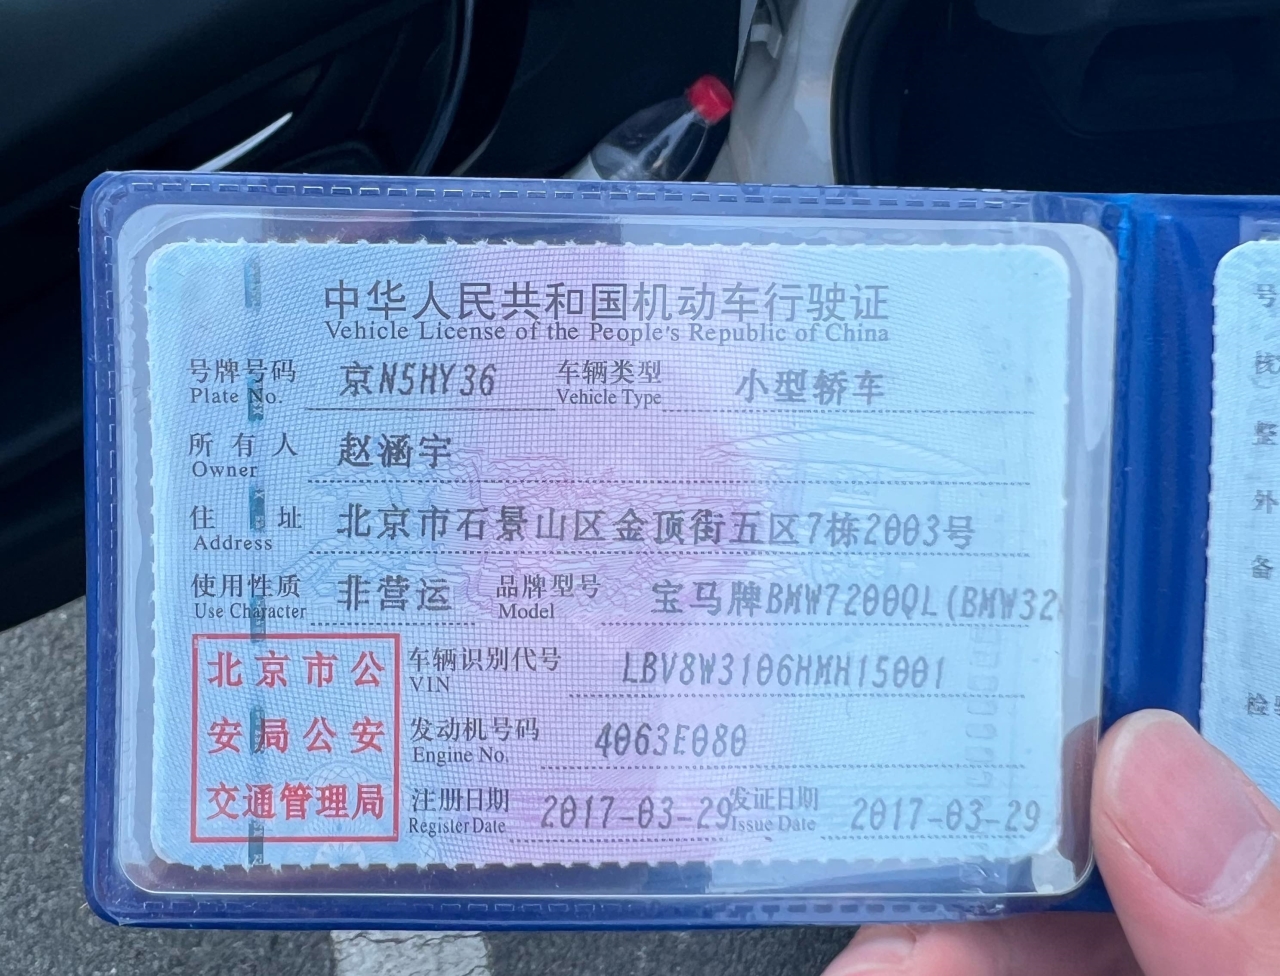 中华人民共和国机动车行驶证
Vehicle License of the People's Republic of China
号牌号码 京N5HY36 车辆类型 小型轿车
Plate No. Vehicle Type
所有人 赵涵宇
Owner
住址 北京市石景山区金顶街五区7栋2003号
Address
使用性质 非营运 品牌型号 宝马牌BMW7200QL(BMW32
Use Character Model
北京市公
安局公安
交通管理局
车辆识别代号 LBV8W3106HMH15001
VIN
发动机号码 4063E080
Engine No.
注册日期 2017-03-29 发证日期 2017-03-29
Register Date Issue Date
号
核
整
外
备
检验